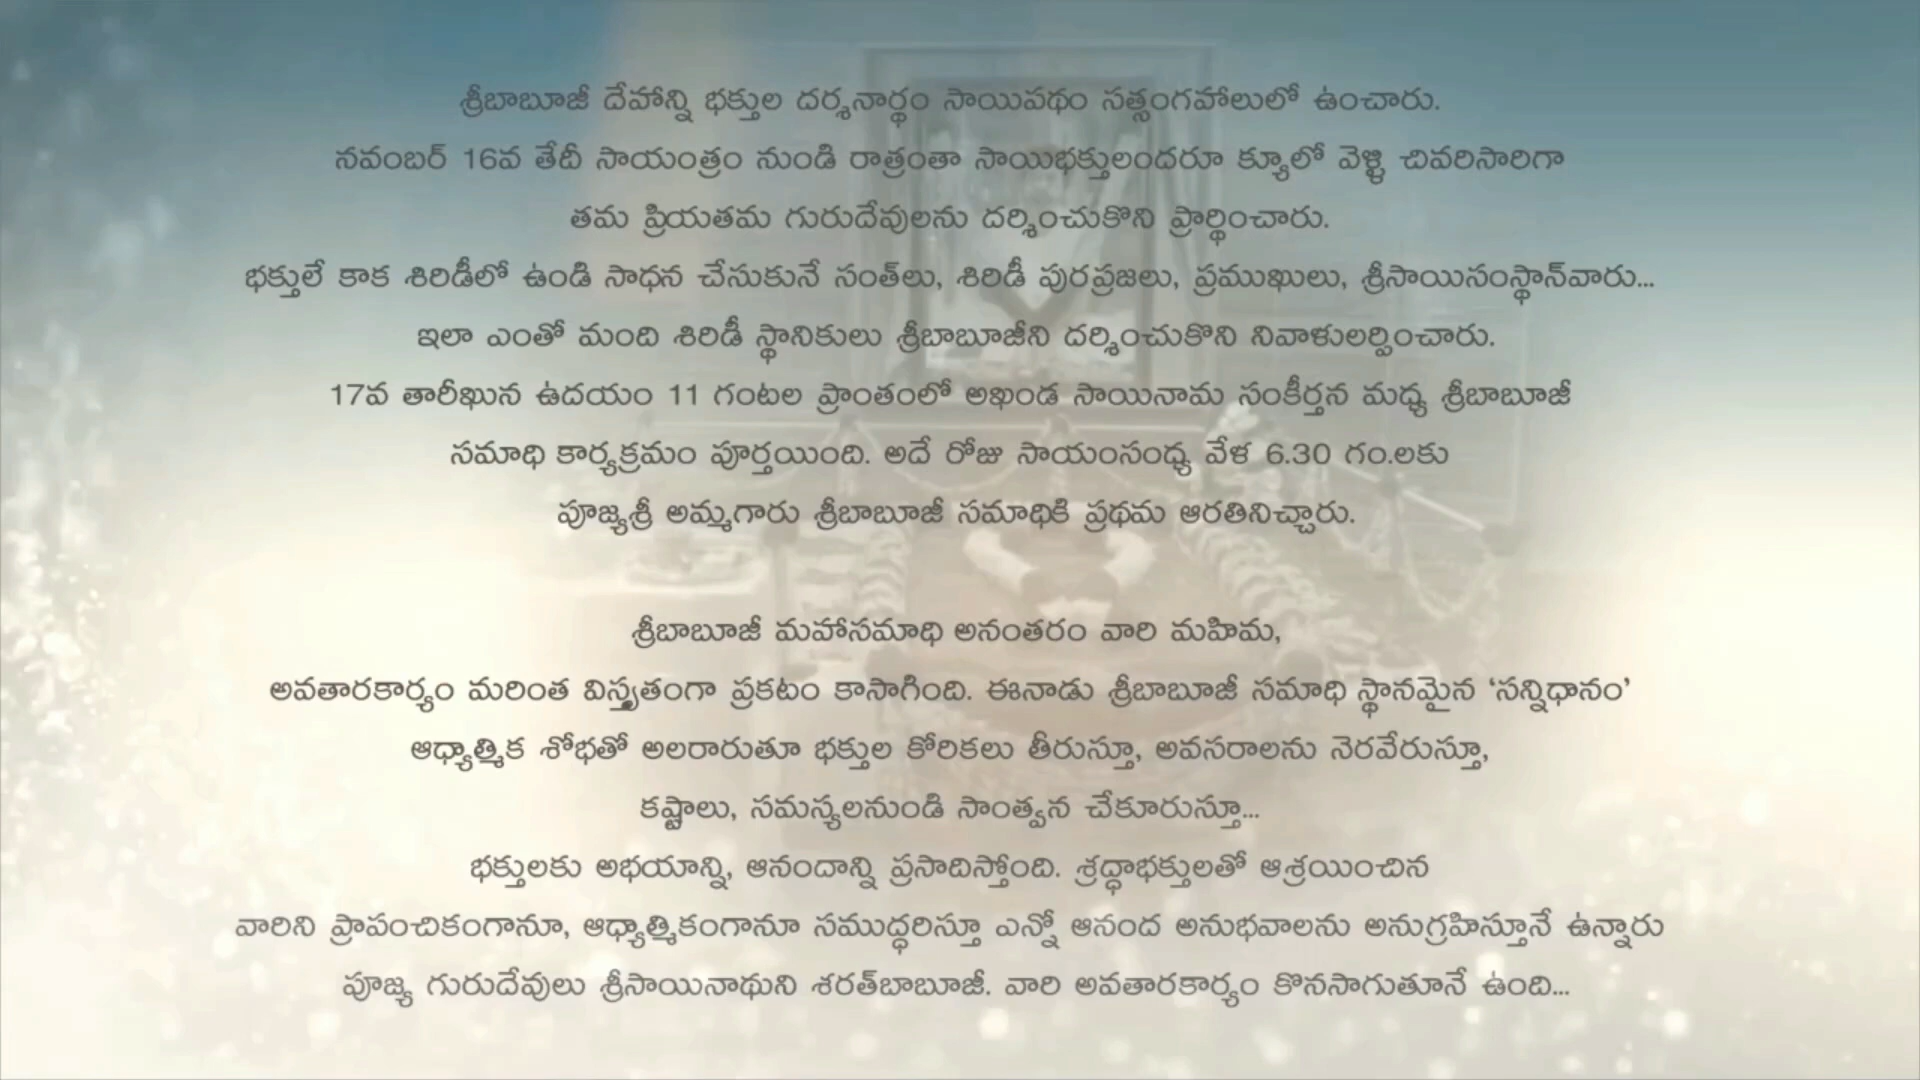 శ్రీబాబూజీ దేహాన్ని భక్తుల దర్శనార్థం సాయిపథం సత్సంగహాలులో ఉంచారు.
నవంబర్ 16వ తేదీ సాయంత్రం నుండి రాత్రంతా సాయిభక్తులందరూ క్యూలో వెళ్ళి చివరిసారిగా
తమ ప్రియతమ గురుదేవులను దర్శించుకొని ప్రార్థించారు.
భక్తులే కాక శిరిడీలో ఉండి సాధన చేసుకునే సంత్‌లు, శిరిడీ పురప్రజలు, ప్రముఖులు, శ్రీసాయిసంస్థాన్‌వారు...
ఇలా ఎంతో మంది శిరిడీ స్థానికులు శ్రీబాబూజీని దర్శించుకొని నివాళులర్పించారు.
17వ తారీఖున ఉదయం 11 గంటల ప్రాంతంలో అఖండ సాయినామ సంకీర్తన మధ్య శ్రీబాబూజీ
సమాధి కార్యక్రమం పూర్తయింది. అదే రోజు సాయంసంధ్య వేళ 6.30 గం.లకు
పూజ్యశ్రీ అమ్మగారు శ్రీబాబూజీ సమాధికి ప్రథమ ఆరతినిచ్చారు.
శ్రీబాబూజీ మహాసమాధి అనంతరం వారి మహిమ,
అవతారకార్యం మరింత విస్తృతంగా ప్రకటం కాసాగింది. ఈనాడు శ్రీబాబూజీ సమాధి స్థానమైన ‘సన్నిధానం’
ఆధ్యాత్మిక శోభతో అలరారుతూ భక్తుల కోరికలు తీరుస్తూ, అవసరాలను నెరవేరుస్తూ,
కష్టాలు, సమస్యలనుండి సాంత్వన చేకూరుస్తూ...
భక్తులకు అభయాన్ని, ఆనందాన్ని ప్రసాదిస్తోంది. శ్రద్ధాభక్తులతో ఆశ్రయించిన
వారిని ప్రాపంచికంగానూ, ఆధ్యాత్మికంగానూ సముద్ధరిస్తూ ఎన్నో ఆనంద అనుభవాలను అనుగ్రహిస్తూనే ఉన్నారు
పూజ్య గురుదేవులు శ్రీసాయినాథుని శరత్‌బాబూజీ. వారి అవతారకార్యం కొనసాగుతూనే ఉంది...